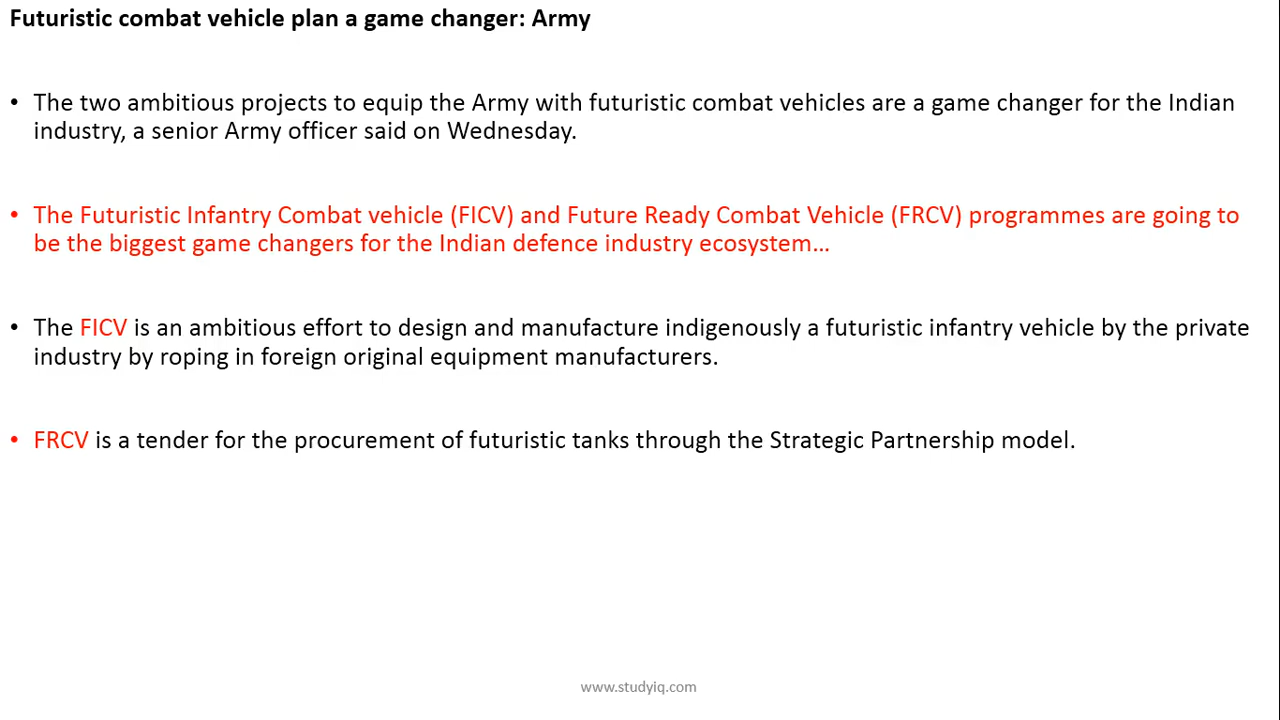 Futuristic combat vehicle plan a game changer: Army
• The two ambitious projects to equip the Army with futuristic combat vehicles are a game changer for the Indian
industry, a senior Army officer said on Wednesday.
• The Futuristic Infantry Combat vehicle (FICV) and Future Ready Combat Vehicle (FRCV) programmes are going to
be the biggest game changers for the Indian defence industry ecosystem…
• The FICV is an ambitious effort to design and manufacture indigenously a futuristic infantry vehicle by the private
industry by roping in foreign original equipment manufacturers.
• FRCV is a tender for the procurement of futuristic tanks through the Strategic Partnership model.
www.studyiq.com